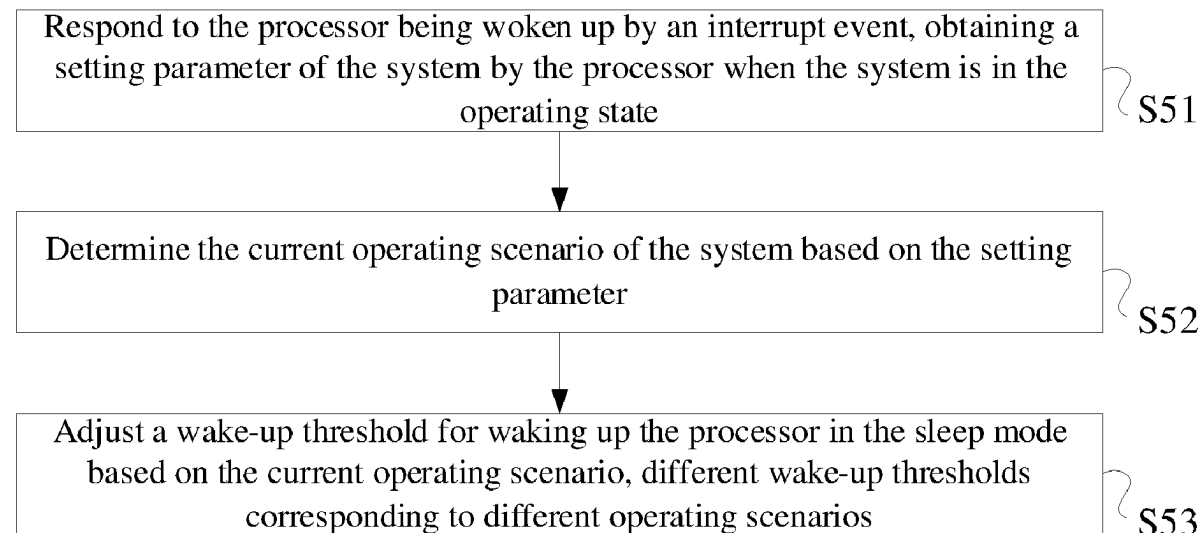 Respond to the processor being woken up by an interrupt event, obtaining a
setting parameter of the system by the processor when the system is in the
operating state
S51
Determine the current operating scenario of the system based on the setting
parameter
S52
Adjust a wake-up threshold for waking up the processor in the sleep mode
based on the current operating scenario, different wake-up thresholds
corresponding to different operating scenarios
S53